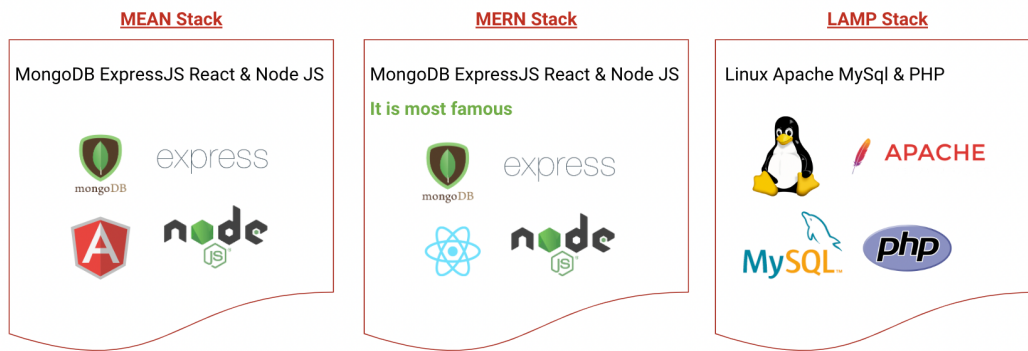 MEAN Stack
MongoDB ExpressJS React & Node JS
mongoDB
express
node
JS
MERN Stack
MongoDB ExpressJS React & Node JS
It is most famous
mongoDB
express
node
JS
LAMP Stack
Linux Apache MySql & PHP
APACHE
MySQL™
php